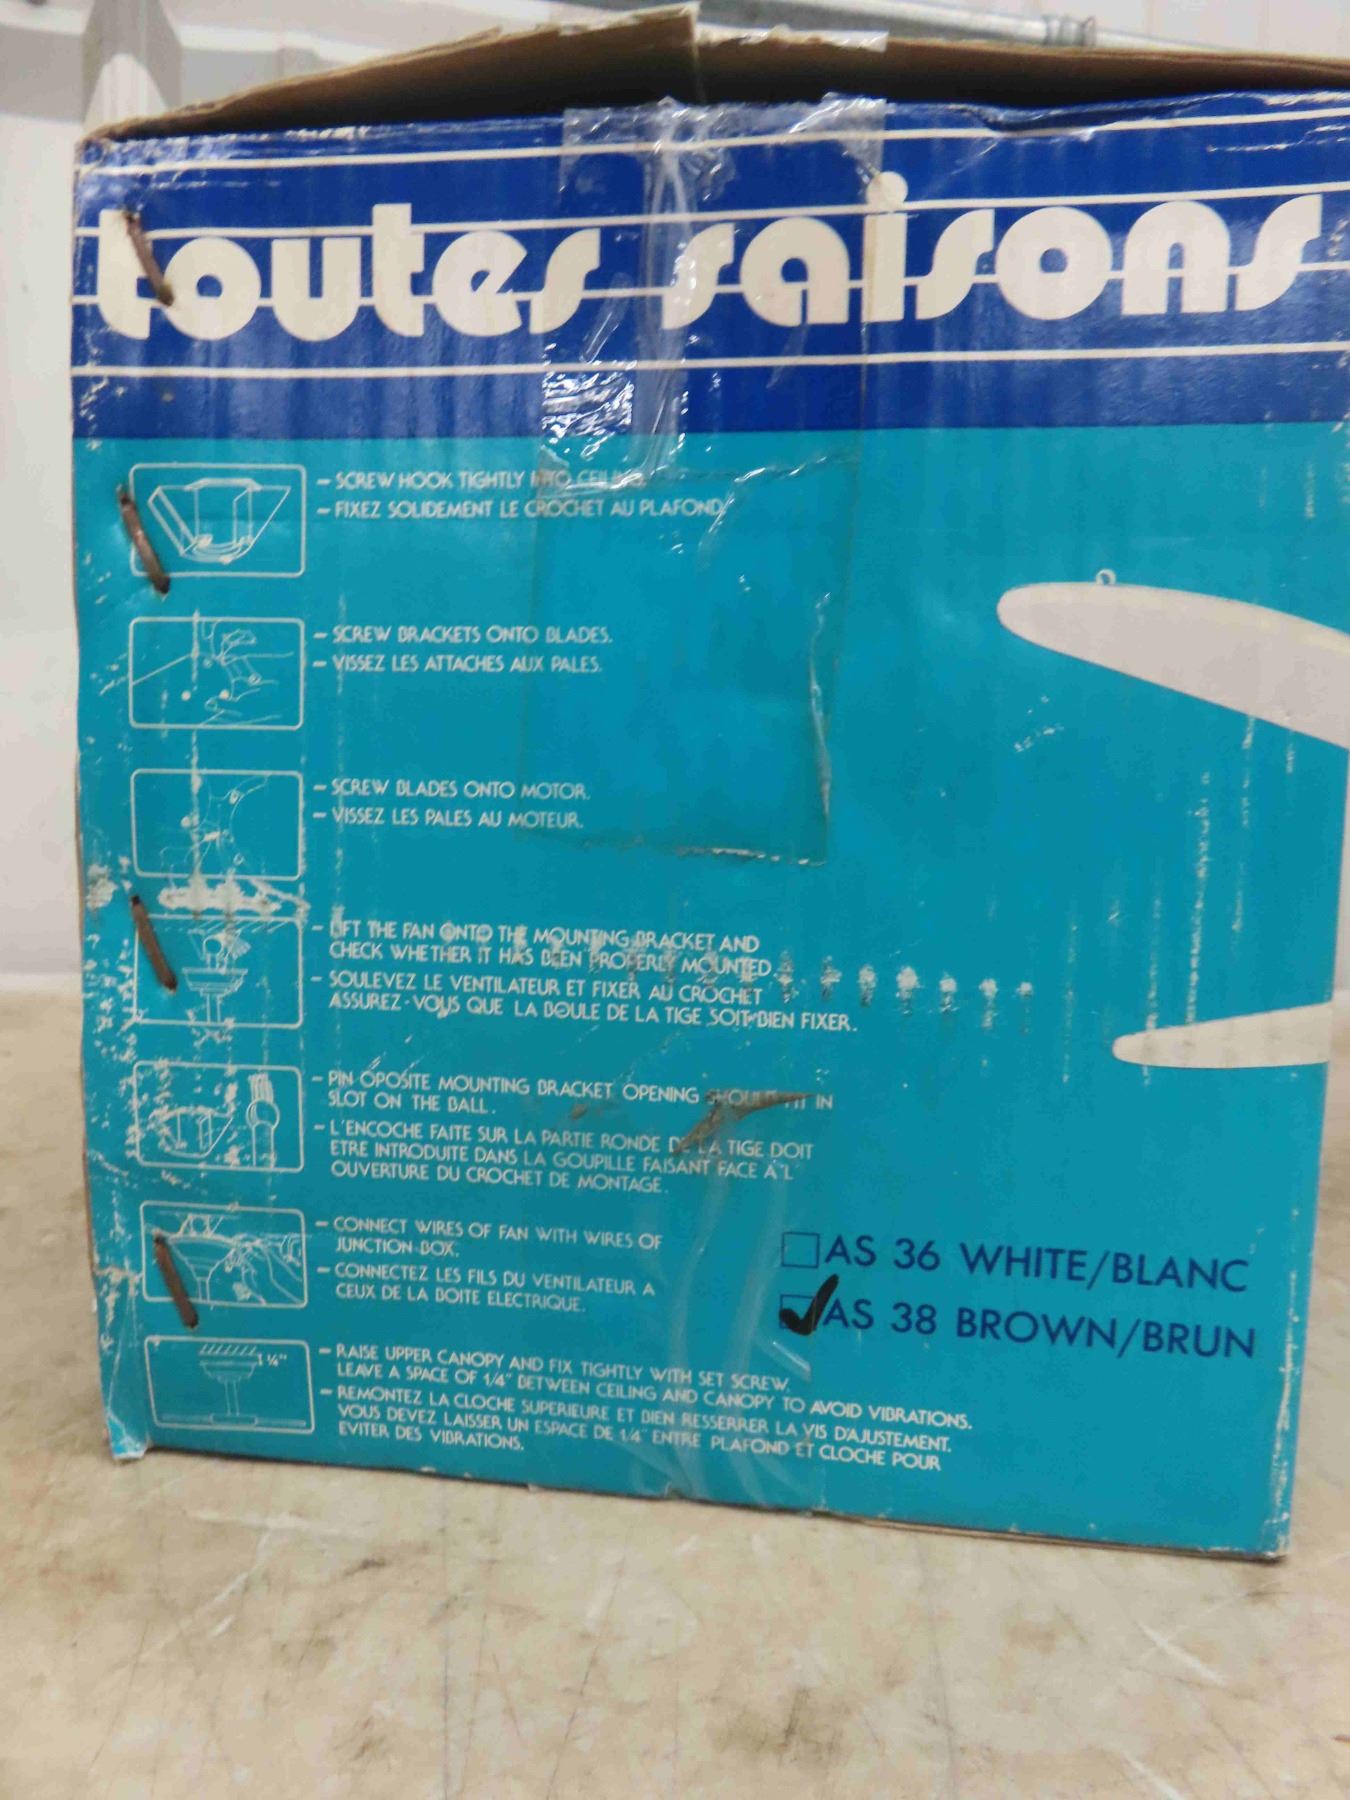 toutes saisons
– SCREW HOOK TIGHTLY INTO CEILING.
– FIXEZ SOLIDEMENT LE CROCHET AU PLAFOND.
– SCREW BRACKETS ONTO BLADES.
– VISSEZ LES ATTACHES AUX PALES.
– SCREW BLADES ONTO MOTOR.
– VISSEZ LES PALES AU MOTEUR.
– LIFT THE FAN ONTO THE MOUNTING BRACKET AND
CHECK WHETHER IT HAS BEEN PROPERLY MOUNTED.
– SOULEVEZ LE VENTILATEUR ET FIXER AU CROCHET
ASSUREZ-VOUS QUE LA BOULE DE LA TIGE SOIT BIEN FIXER.
– PIN OPOSITE MOUNTING BRACKET OPENING SHOULD FIT IN
SLOT ON THE BALL.
– L'ENCOCHE FAITE SUR LA PARTIE RONDE DE LA TIGE DOIT
ETRE INTRODUITE DANS LA GOUPILLE FAISANT FACE A L'
OUVERTURE DU CROCHET DE MONTAGE.
– CONNECT WIRES OF FAN WITH WIRES OF
JUNCTION BOX.
– CONNECTEZ LES FILS DU VENTILATEUR A
CEUX DE LA BOITE ELECTRIQUE.
AS 36 WHITE/BLANC
AS 38 BROWN/BRUN
1/4"
– RAISE UPPER CANOPY AND FIX TIGHTLY WITH SET SCREW.
LEAVE A SPACE OF 1/4" BETWEEN CEILING AND CANOPY TO AVOID VIBRATIONS.
– REMONTEZ LA CLOCHE SUPERIEURE ET BIEN RESSERRER LA VIS D'AJUSTEMENT.
VOUS DEVEZ LAISSER UN ESPACE DE 1/4" ENTRE PLAFOND ET CLOCHE POUR
EVITER DES VIBRATIONS.